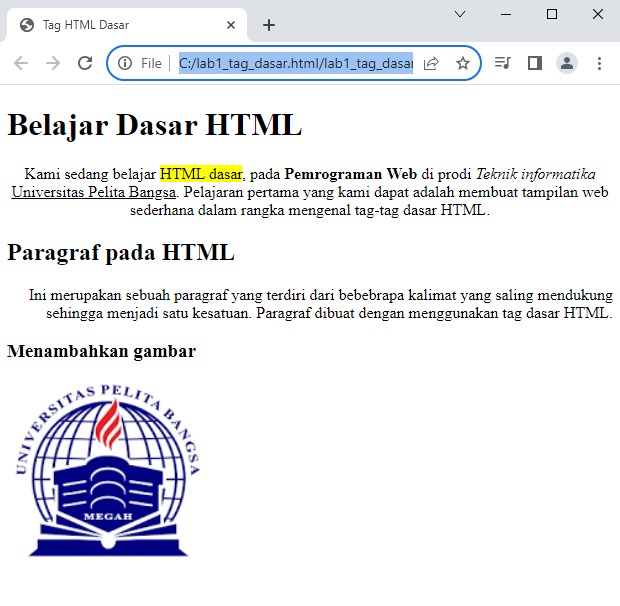 Tag HTML Dasar
File
C:/lab1_tag_dasar.html/lab1_tag_dasar
Belajar Dasar HTML
Kami sedang belajar HTML dasar, pada Pemrograman Web di prodi Teknik informatika
Universitas Pelita Bangsa. Pelajaran pertama yang kami dapat adalah membuat tampilan web
sederhana dalam rangka mengenal tag-tag dasar HTML.
Paragraf pada HTML
Ini merupakan sebuah paragraf yang terdiri dari bebebrapa kalimat yang saling mendukung
sehingga menjadi satu kesatuan. Paragraf dibuat dengan menggunakan tag dasar HTML.
Menambahkan gambar
UNIVERSITAS PELITA BANGSA
MEGAH